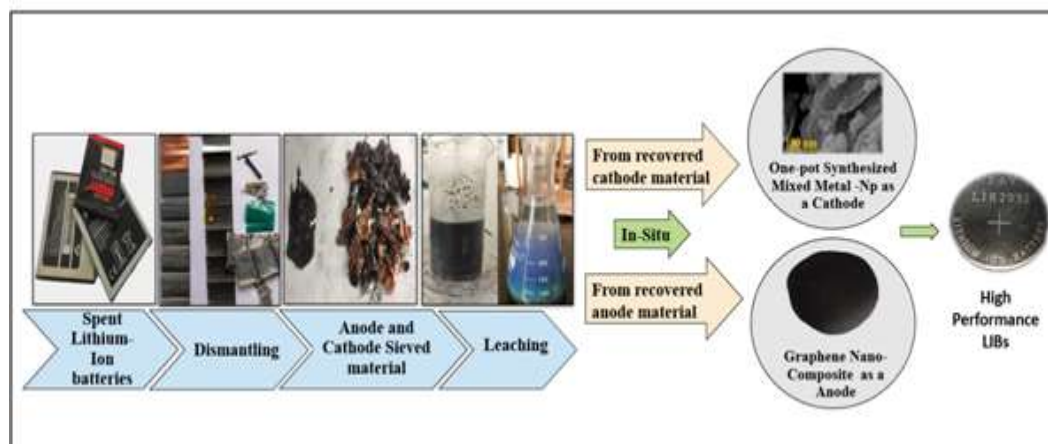 Spent
Lithium-
Ion
batteries
Dismantling
Anode and
Cathode Sieved
material
Leaching
From recovered
cathode material
In-Situ
From recovered
anode material
One-pot Synthesized
Mixed Metal -Np as
a Cathode
Graphene Nano-
Composite as a
Anode
High
Performance
LIBs